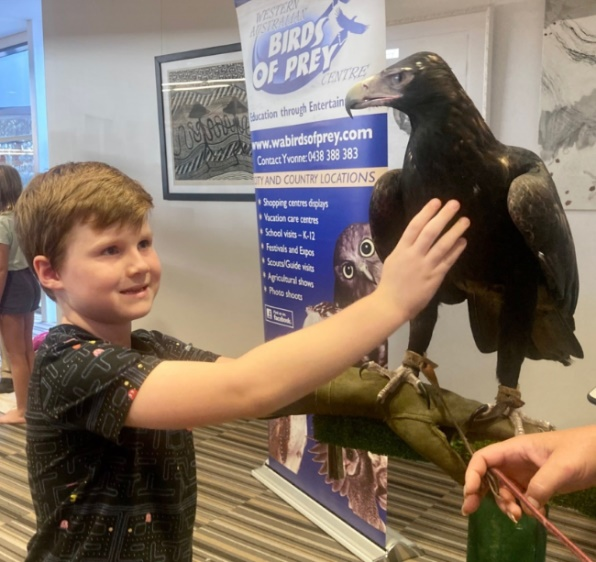 WESTERN
AUSTRALIAN
BIRDS
OF PREY
CENTRE
Education through Entertain
www.wabirdsofprey.com
Contact Yvonne: 0438 388 383
CITY AND COUNTRY LOCATIONS
• Shopping centres displays
• Vacation care centres
• School visits – K-12
• Festivals and Expos
• Scouts/Guide visits
• Agricultural shows
• Photo shoots
facebook